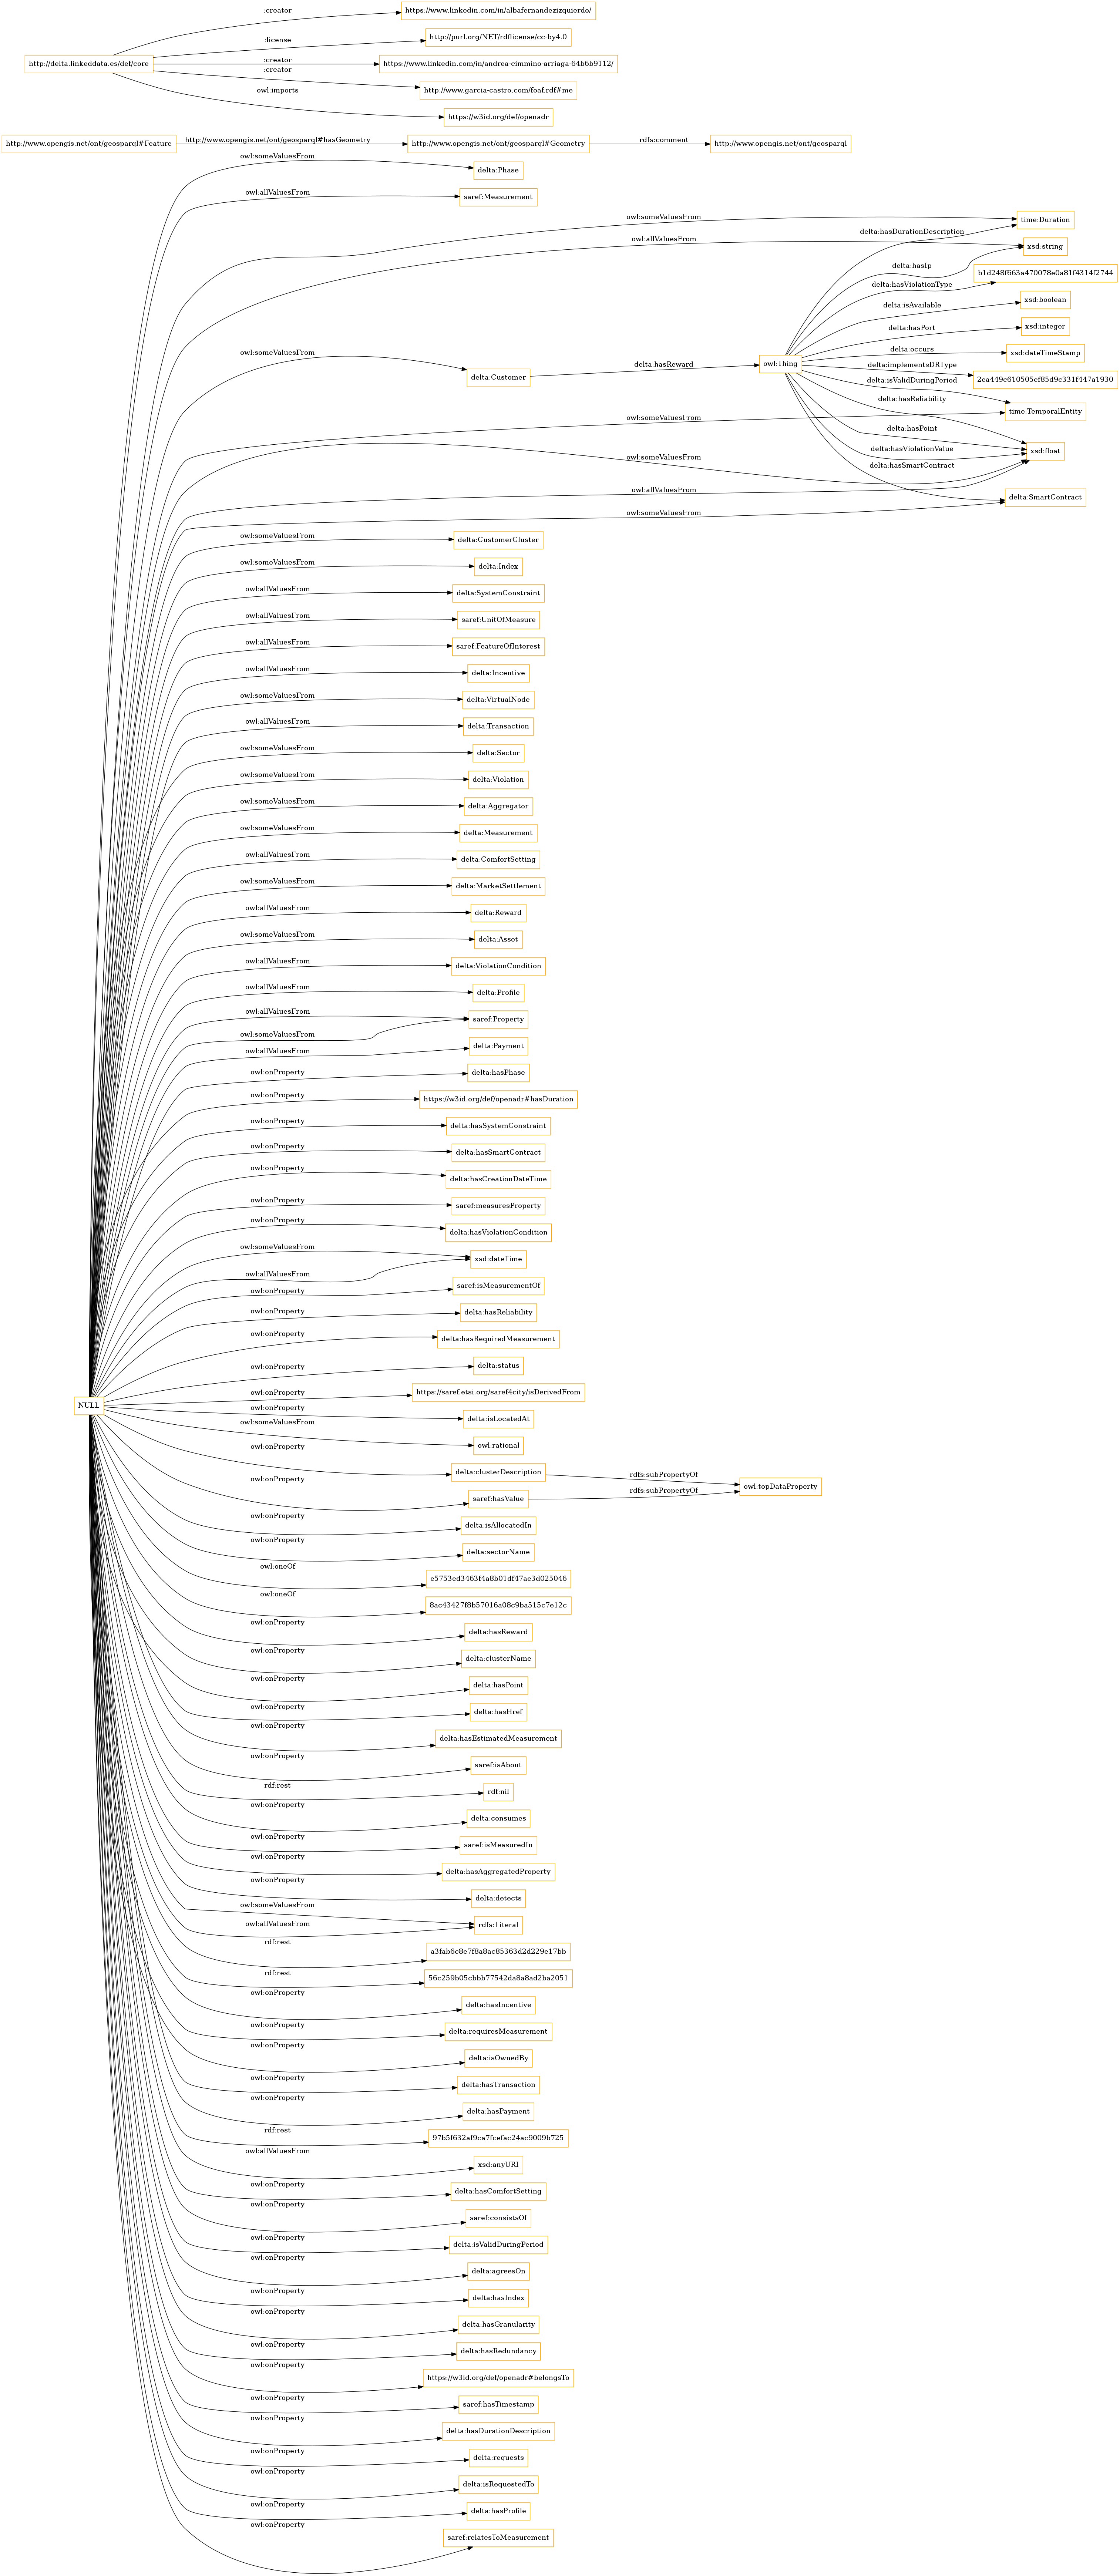 :creator
https://www.linkedin.com/in/albafernandezizquierdo/
:license
http://purl.org/NET/rdflicense/cc-by4.0
http://delta.linkeddata.es/def/core
:creator
https://www.linkedin.com/in/andrea-cimmino-arriaga-64b6b9112/
:creator
http://www.garcia-castro.com/foaf.rdf#me
owl:imports
https://w3id.org/def/openadr
http://www.opengis.net/ont/geosparql#Feature
http://www.opengis.net/ont/geosparql#hasGeometry
http://www.opengis.net/ont/geosparql#Geometry
rdfs:comment
http://www.opengis.net/ont/geosparql
owl:someValuesFrom
delta:Phase
owl:allValuesFrom
saref:Measurement
owl:someValuesFrom
time:Duration
delta:hasDurationDescription
owl:allValuesFrom
xsd:string
delta:hasIp
b1d248f663a470078e0a81f4314f2744
delta:hasViolationType
xsd:boolean
delta:isAvailable
xsd:integer
delta:hasPort
delta:occurs
xsd:dateTimeStamp
owl:someValuesFrom
delta:Customer
delta:hasReward
owl:Thing
delta:implementsDRType
2ea449c610505ef85d9c331f447a1930
delta:isValidDuringPeriod
delta:hasReliability
time:TemporalEntity
owl:someValuesFrom
delta:hasPoint
delta:hasViolationValue
xsd:float
owl:someValuesFrom
delta:hasSmartContract
owl:allValuesFrom
delta:SmartContract
owl:someValuesFrom
owl:someValuesFrom
delta:CustomerCluster
owl:someValuesFrom
delta:Index
owl:allValuesFrom
delta:SystemConstraint
owl:allValuesFrom
saref:UnitOfMeasure
owl:allValuesFrom
saref:FeatureOfInterest
owl:allValuesFrom
delta:Incentive
owl:someValuesFrom
delta:VirtualNode
owl:allValuesFrom
delta:Transaction
owl:someValuesFrom
delta:Sector
owl:someValuesFrom
delta:Violation
owl:someValuesFrom
delta:Aggregator
owl:someValuesFrom
delta:Measurement
owl:allValuesFrom
delta:ComfortSetting
owl:someValuesFrom
delta:MarketSettlement
owl:allValuesFrom
delta:Reward
owl:someValuesFrom
delta:Asset
owl:allValuesFrom
delta:ViolationCondition
owl:allValuesFrom
delta:Profile
owl:allValuesFrom
saref:Property
owl:someValuesFrom
owl:allValuesFrom
delta:Payment
owl:onProperty
delta:hasPhase
owl:onProperty
https://w3id.org/def/openadr#hasDuration
owl:onProperty
delta:hasSystemConstraint
owl:onProperty
delta:hasSmartContract
owl:onProperty
delta:hasCreationDateTime
owl:onProperty
saref:measuresProperty
owl:onProperty
delta:hasViolationCondition
owl:someValuesFrom
xsd:dateTime
owl:allValuesFrom
owl:onProperty
saref:isMeasurementOf
owl:onProperty
delta:hasReliability
owl:onProperty
delta:hasRequiredMeasurement
owl:onProperty
delta:status
NULL
owl:onProperty
https://saref.etsi.org/saref4city/isDerivedFrom
owl:onProperty
delta:isLocatedAt
owl:someValuesFrom
owl:rational
owl:onProperty
delta:clusterDescription
rdfs:subPropertyOf
owl:topDataProperty
owl:onProperty
saref:hasValue
rdfs:subPropertyOf
owl:onProperty
delta:isAllocatedIn
owl:onProperty
delta:sectorName
owl:oneOf
e5753ed3463f4a8b01df47ae3d025046
owl:oneOf
8ac43427f8b57016a08c9ba515c7e12c
owl:onProperty
delta:hasReward
owl:onProperty
delta:clusterName
owl:onProperty
delta:hasPoint
owl:onProperty
delta:hasHref
owl:onProperty
delta:hasEstimatedMeasurement
owl:onProperty
saref:isAbout
rdf:rest
rdf:nil
owl:onProperty
delta:consumes
owl:onProperty
saref:isMeasuredIn
owl:onProperty
delta:hasAggregatedProperty
owl:onProperty
delta:detects
owl:someValuesFrom
rdfs:Literal
owl:allValuesFrom
rdf:rest
a3fab6c8e7f8a8ac85363d2d229e17bb
rdf:rest
56c259b05cbbb77542da8a8ad2ba2051
owl:onProperty
delta:hasIncentive
owl:onProperty
delta:requiresMeasurement
owl:onProperty
delta:isOwnedBy
owl:onProperty
delta:hasTransaction
owl:onProperty
delta:hasPayment
rdf:rest
97b5f632af9ca7fcefac24ac9009b725
owl:allValuesFrom
xsd:anyURI
owl:onProperty
delta:hasComfortSetting
owl:onProperty
saref:consistsOf
owl:onProperty
delta:isValidDuringPeriod
owl:onProperty
delta:agreesOn
owl:onProperty
delta:hasIndex
owl:onProperty
delta:hasGranularity
owl:onProperty
delta:hasRedundancy
owl:onProperty
https://w3id.org/def/openadr#belongsTo
owl:onProperty
saref:hasTimestamp
owl:onProperty
delta:hasDurationDescription
owl:onProperty
delta:requests
owl:onProperty
delta:isRequestedTo
owl:onProperty
delta:hasProfile
owl:onProperty
saref:relatesToMeasurement